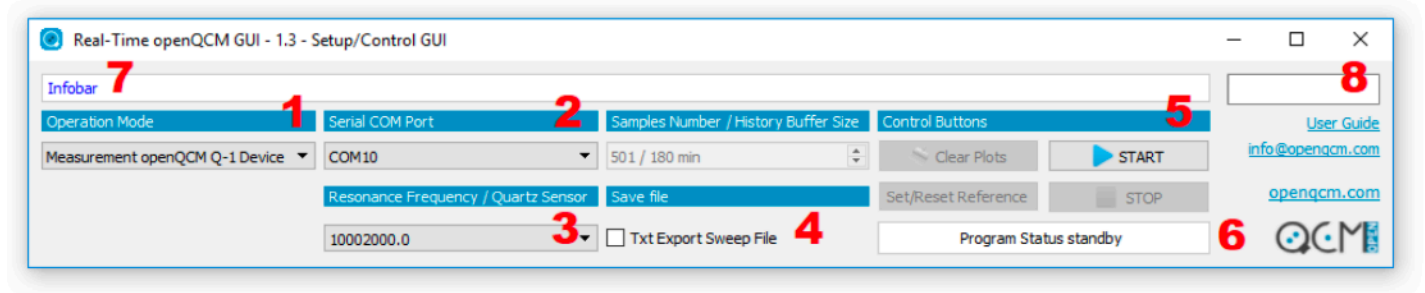 Real-Time openQCM GUI - 1.3 - Setup/Control GUI
Infobar 7
8
Operation Mode 1
Serial COM Port 2
Samples Number / History Buffer Size
Control Buttons 5
User Guide
Measurement openQCM Q-1 Device
COM10
501 / 180 min
Clear Plots
START
info@openqcm.com
Resonance Frequency / Quartz Sensor
Save file
Set/Reset Reference
STOP
openqcm.com
10002000.0 3
Txt Export Sweep File 4
Program Status standby 6
QCM
OPEN